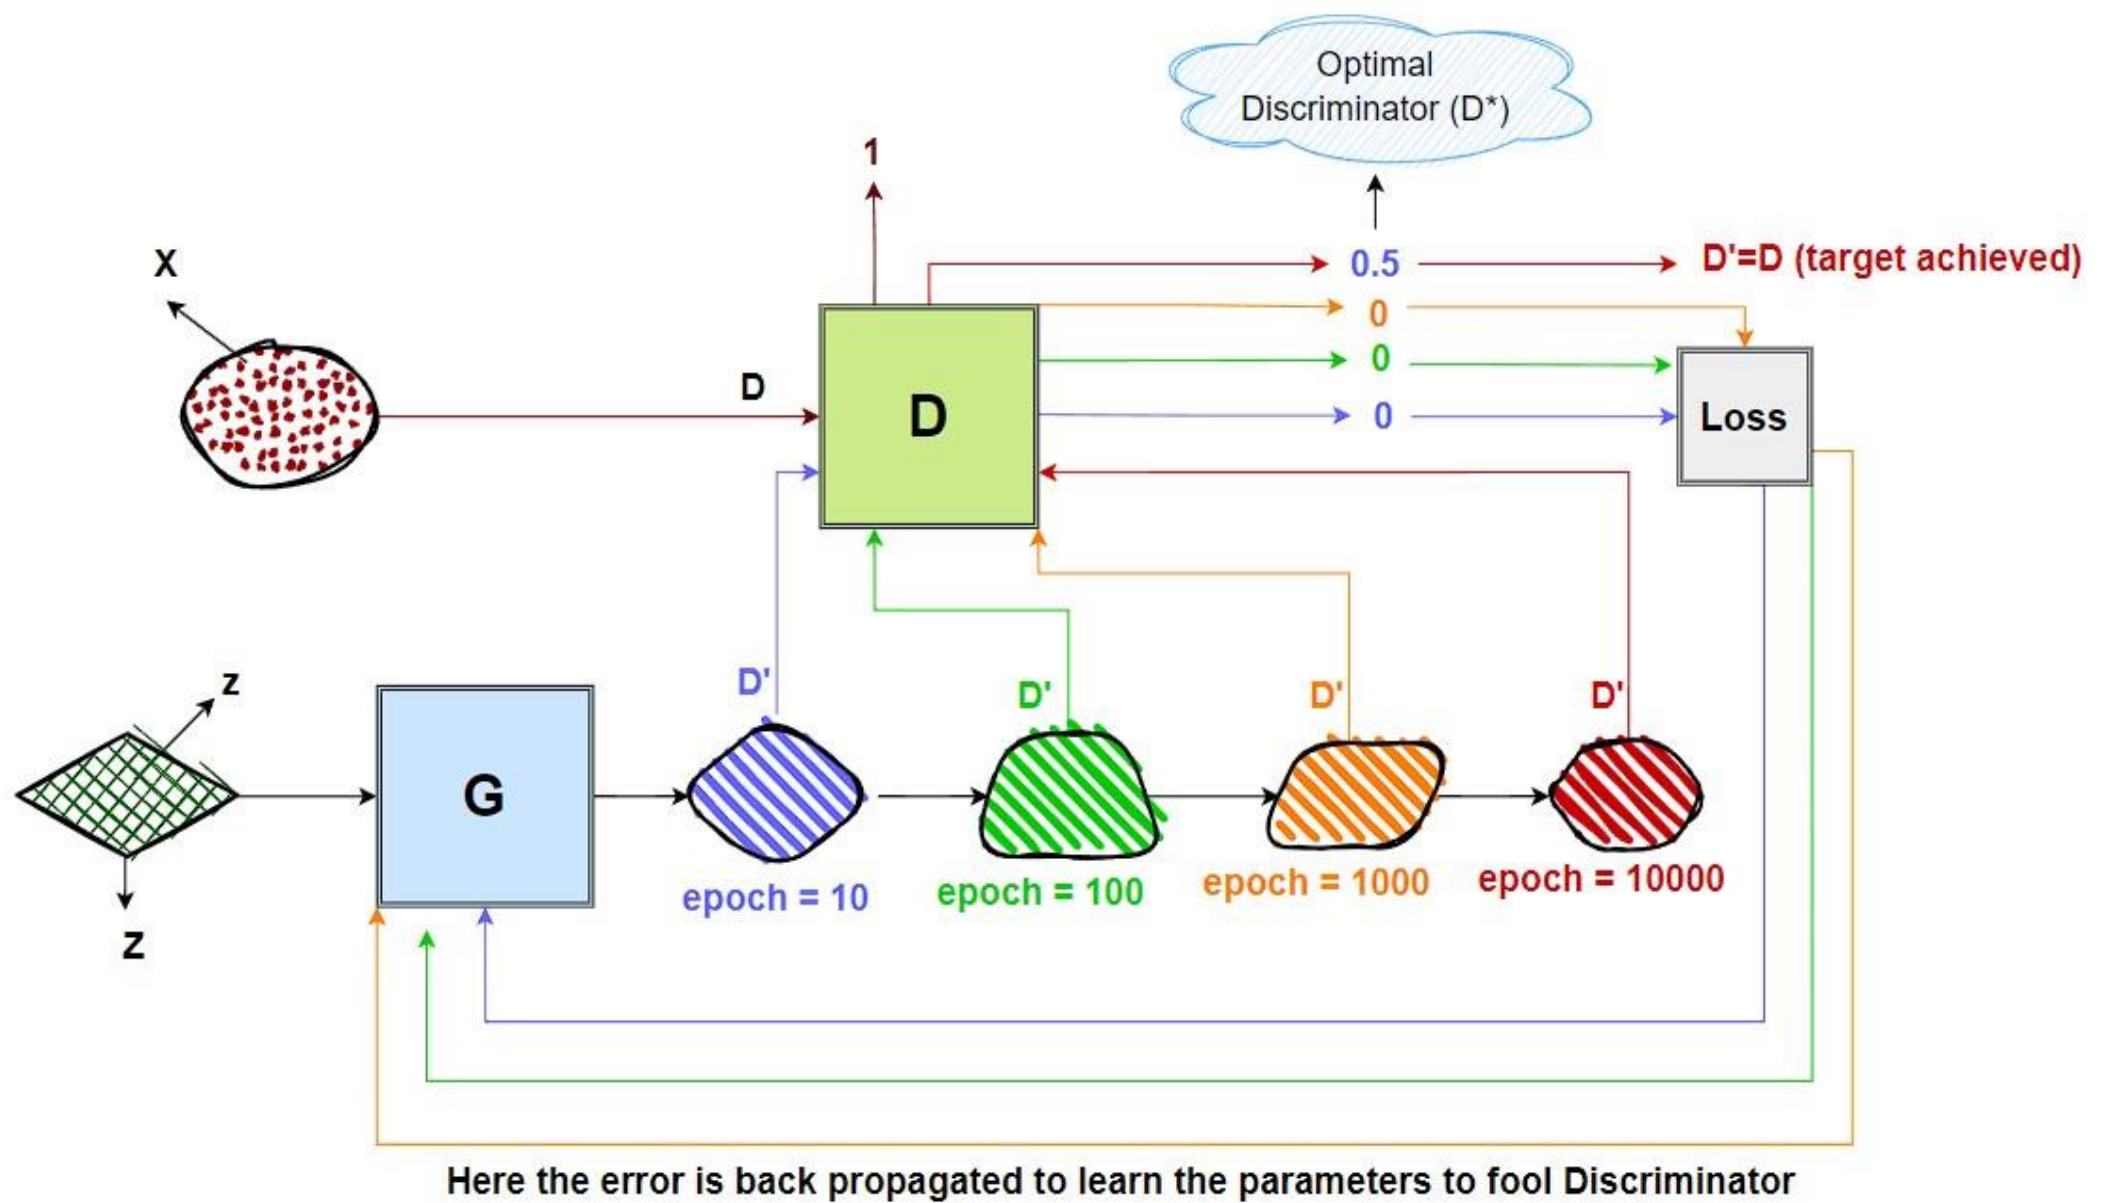 Optimal
Discriminator (D*)
1
X
0.5
D'=D (target achieved)
0
0
D
D
0
Loss
z
D'
D'
D'
D'
G
epoch = 10
epoch = 100
epoch = 1000
epoch = 10000
Z
Here the error is back propagated to learn the parameters to fool Discriminator